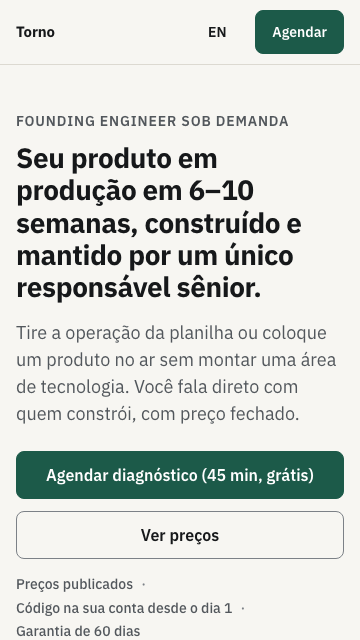 Torno
EN
Agendar
FOUNDING ENGINEER SOB DEMANDA
Seu produto em
produção em 6–10
semanas, construído e
mantido por um único
responsável sênior.
Tire a operação da planilha ou coloque
um produto no ar sem montar uma área
de tecnologia. Você fala direto com
quem constrói, com preço fechado.
Agendar diagnóstico (45 min, grátis)
Ver preços
Preços publicados ·
Código na sua conta desde o dia 1 ·
Garantia de 60 dias